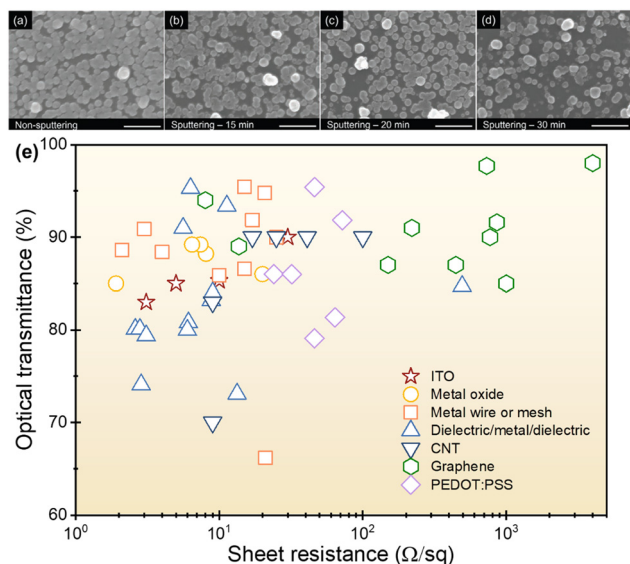 (a)
(b)
(c)
(d)
Non-sputtering
Sputtering – 15 min
Sputtering – 20 min
Sputtering – 30 min
(e)
100
90
80
70
60
Optical transmittance (%)
ITO
Metal oxide
Metal wire or mesh
Dielectric/metal/dielectric
CNT
Graphene
PEDOT:PSS
10⁰
10¹
10²
10³
Sheet resistance (Ω/sq)